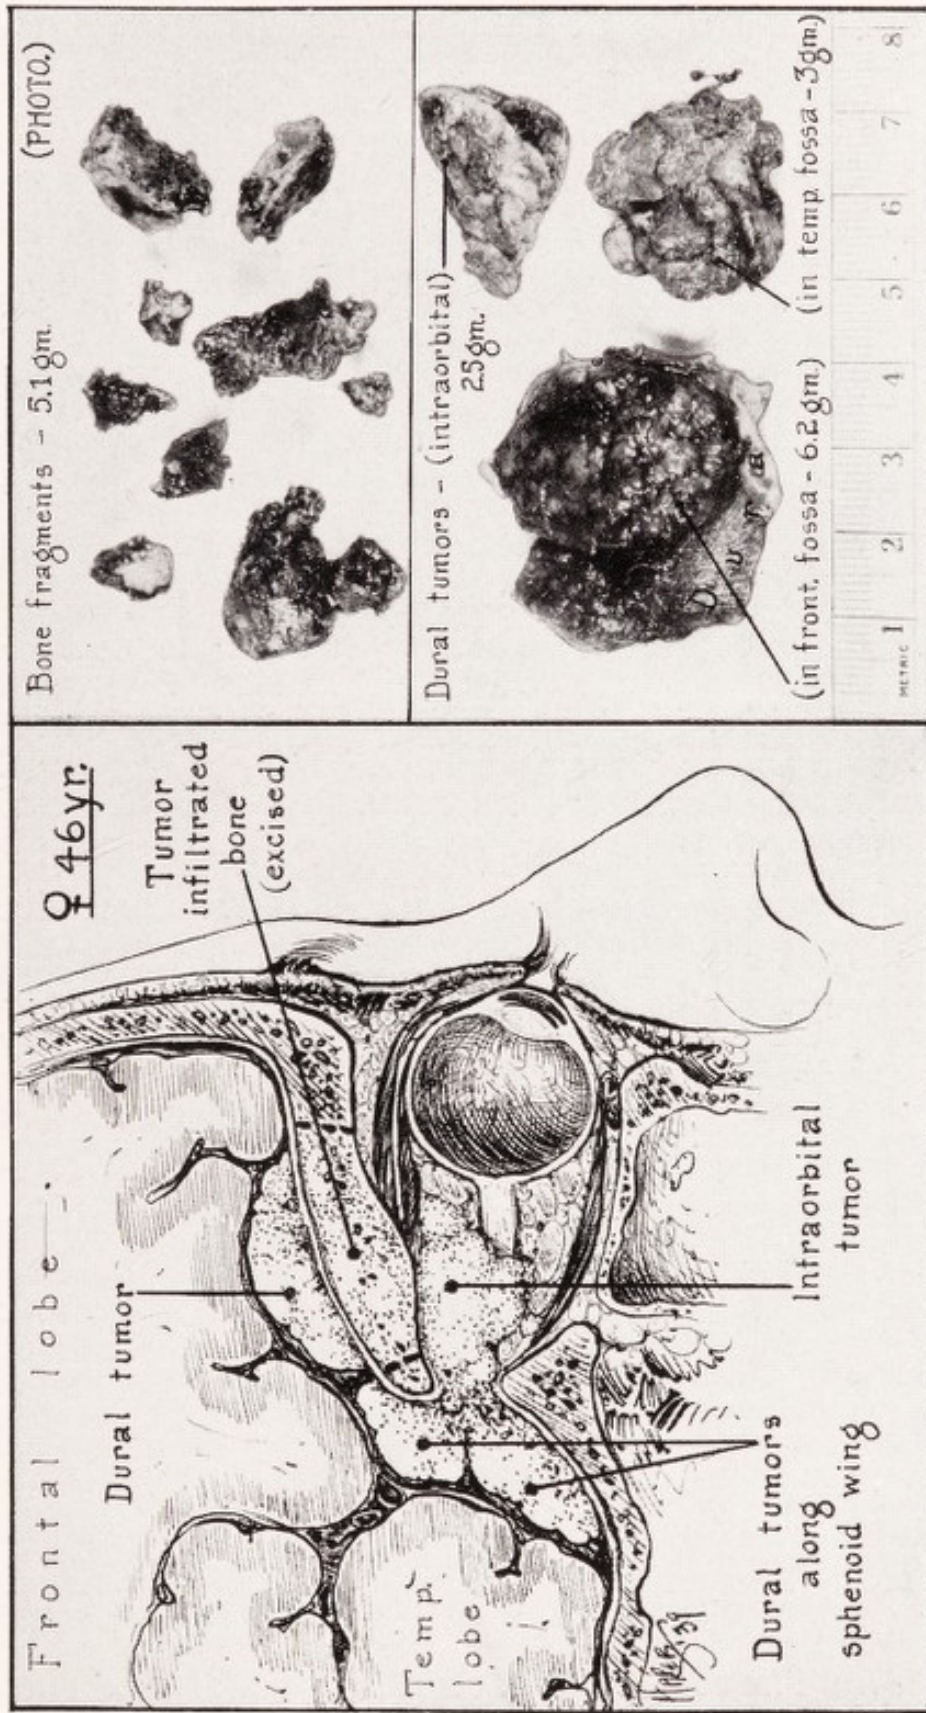 Frontal lobe
♀ 46yr.
Dural tumor
Tumor
infiltrated
bone
(excised)
Temp.
lobe
Dural tumors
along
sphenoid wing
Intraorbital
tumor
Bone fragments - 5.1gm.
(PHOTO.)
Dural tumors - (intraorbital)
2.5gm.
(in front. fossa - 6.2gm)
(in temp. fossa - 3gm.)
Dura
METRIC
1 2 3 4 5 6 7 8